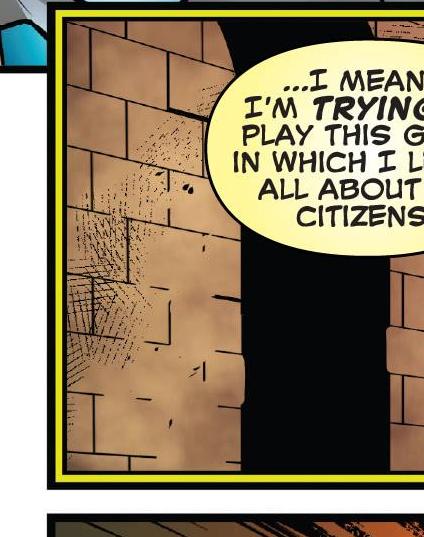 ...I MEAN
I'M TRYING
PLAY THIS G
IN WHICH I L
ALL ABOUT
CITIZENS